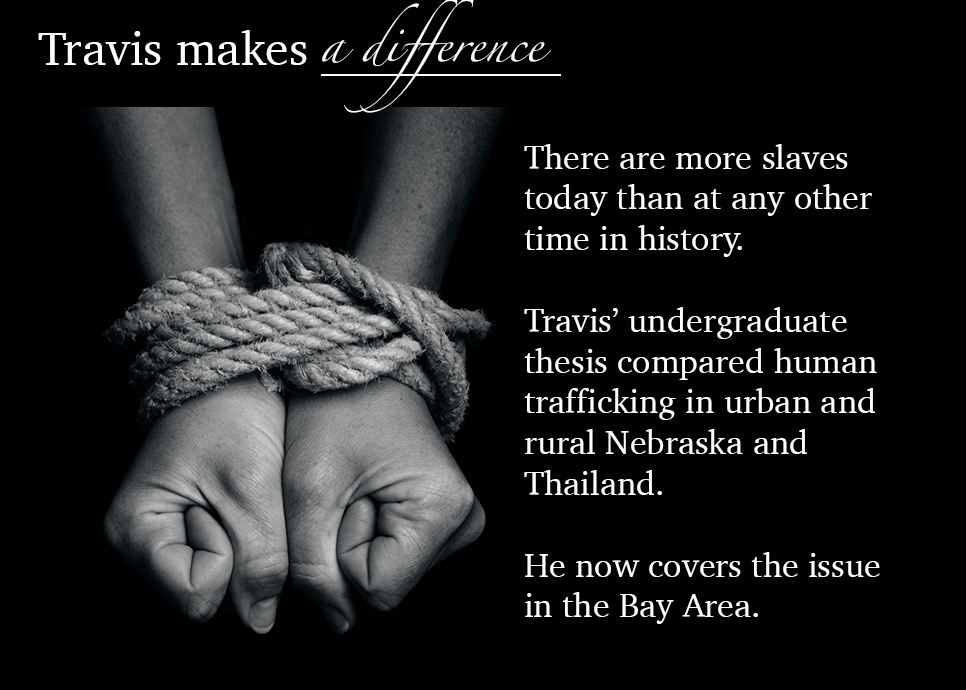 Travis makes a difference
There are more slaves
today than at any other
time in history.
Travis’ undergraduate
thesis compared human
trafficking in urban and
rural Nebraska and
Thailand.
He now covers the issue
in the Bay Area.